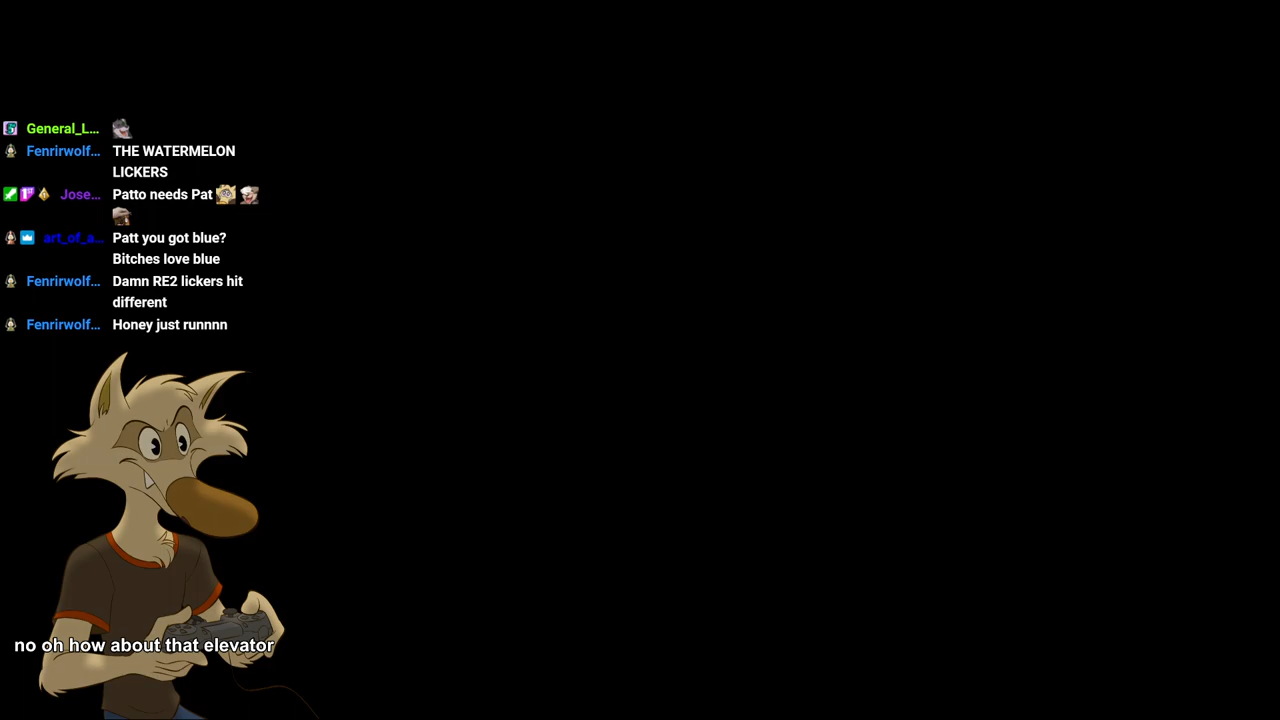 General_L...
Fenrirwolf... THE WATERMELON
LICKERS
Jose... Patto needs Pat
art_of_a... Patt you got blue?
Bitches love blue
Fenrirwolf... Damn RE2 lickers hit
different
Fenrirwolf... Honey just runnnn
no oh how about that elevator